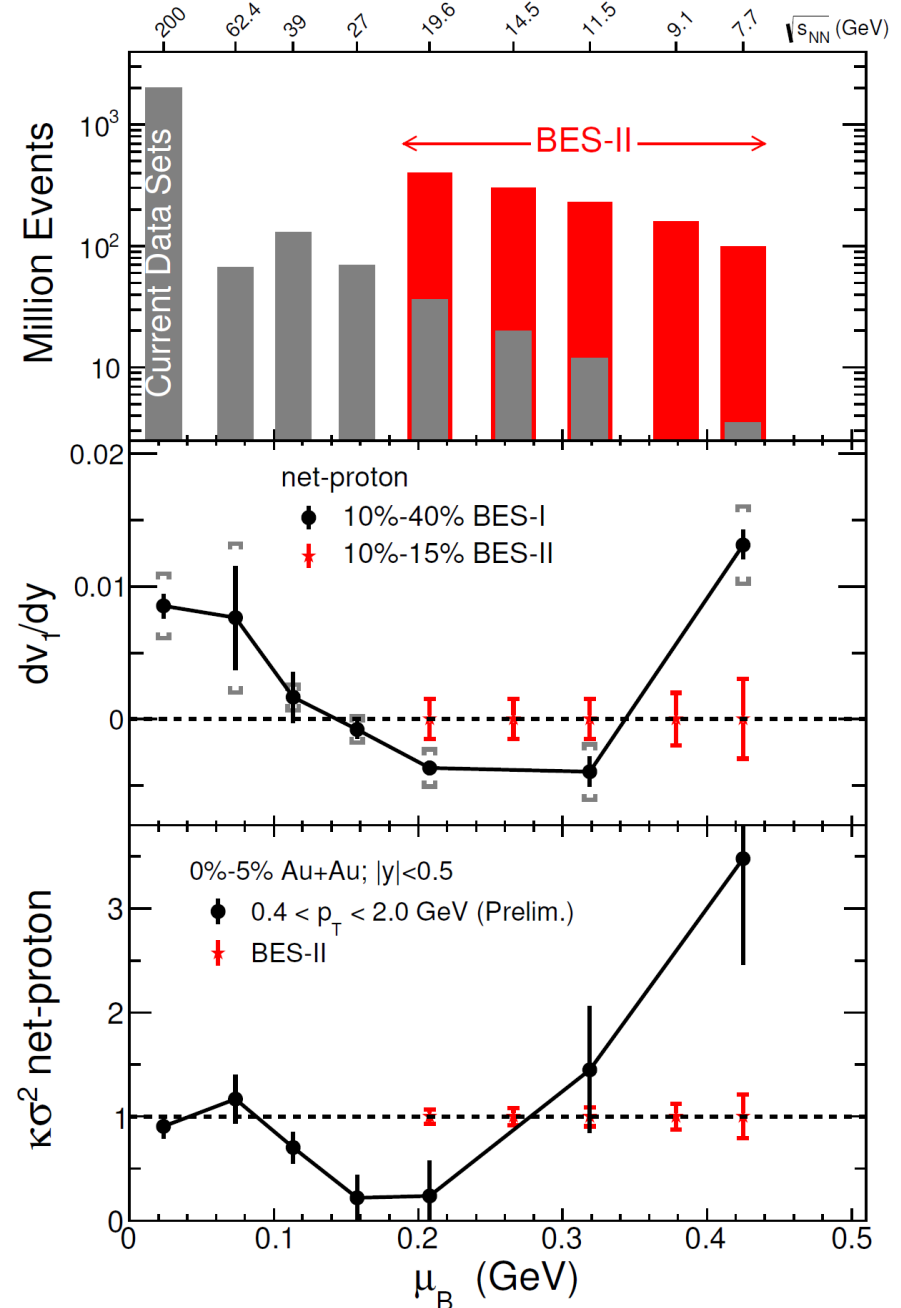 200 62.4 39 27 19.6 14.5 11.5 9.1 7.7 √s_NN (GeV)
Million Events
10³
10²
10
Current Data Sets
BES-II
dv₁/dy
0.02
0.01
0
net-proton
10%-40% BES-I
10%-15% BES-II
κσ² net-proton
3
2
1
0
0%-5% Au+Au; |y|<0.5
0.4 < p_T < 2.0 GeV (Prelim.)
BES-II
0 0.1 0.2 0.3 0.4 0.5
μ_B (GeV)